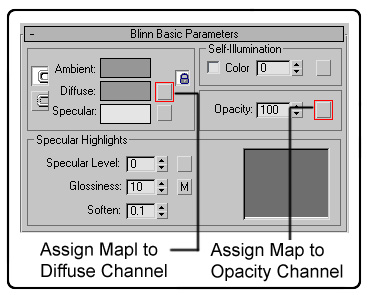 - Blinn Basic Parameters
Self-Illumination
Ambient:
Color 0
Diffuse:
Specular:
Opacity: 100
Specular Highlights
Specular Level: 0
Glossiness: 10 M
Soften: 0.1
Assign Mapl to
Diffuse Channel
Assign Map to
Opacity Channel